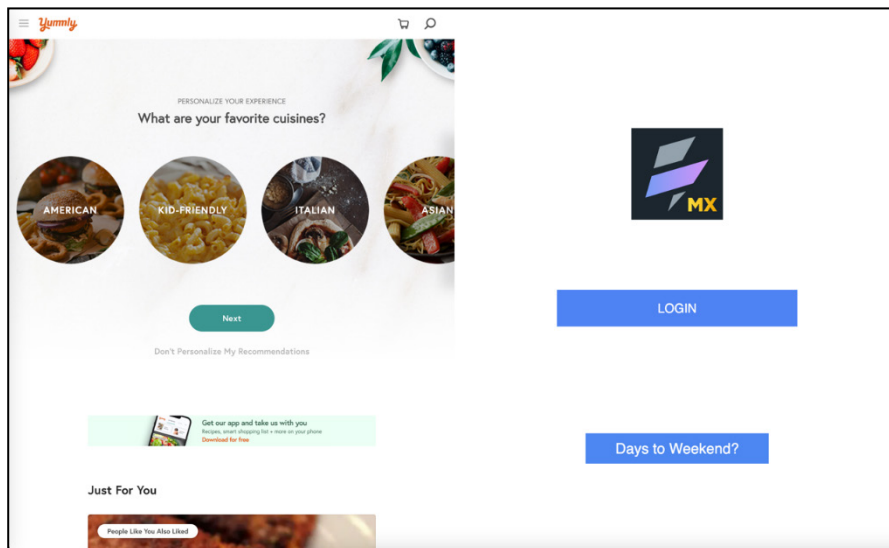 Yummly
PERSONALIZE YOUR EXPERIENCE
What are your favorite cuisines?
AMERICAN
KID-FRIENDLY
ITALIAN
ASIAN
Next
Don't Personalize My Recommendations
Get our app and take us with you
Recipes, smart shopping list + more on your phone
Download for free
Just For You
People Like You Also Liked
MX
LOGIN
Days to Weekend?